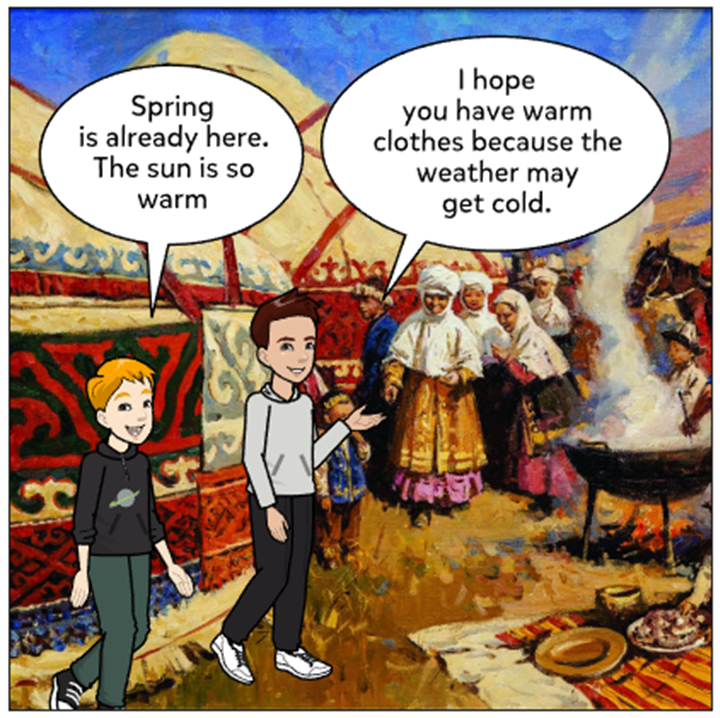 Spring
is already here.
The sun is so
warm
I hope
you have warm
clothes because the
weather may
get cold.